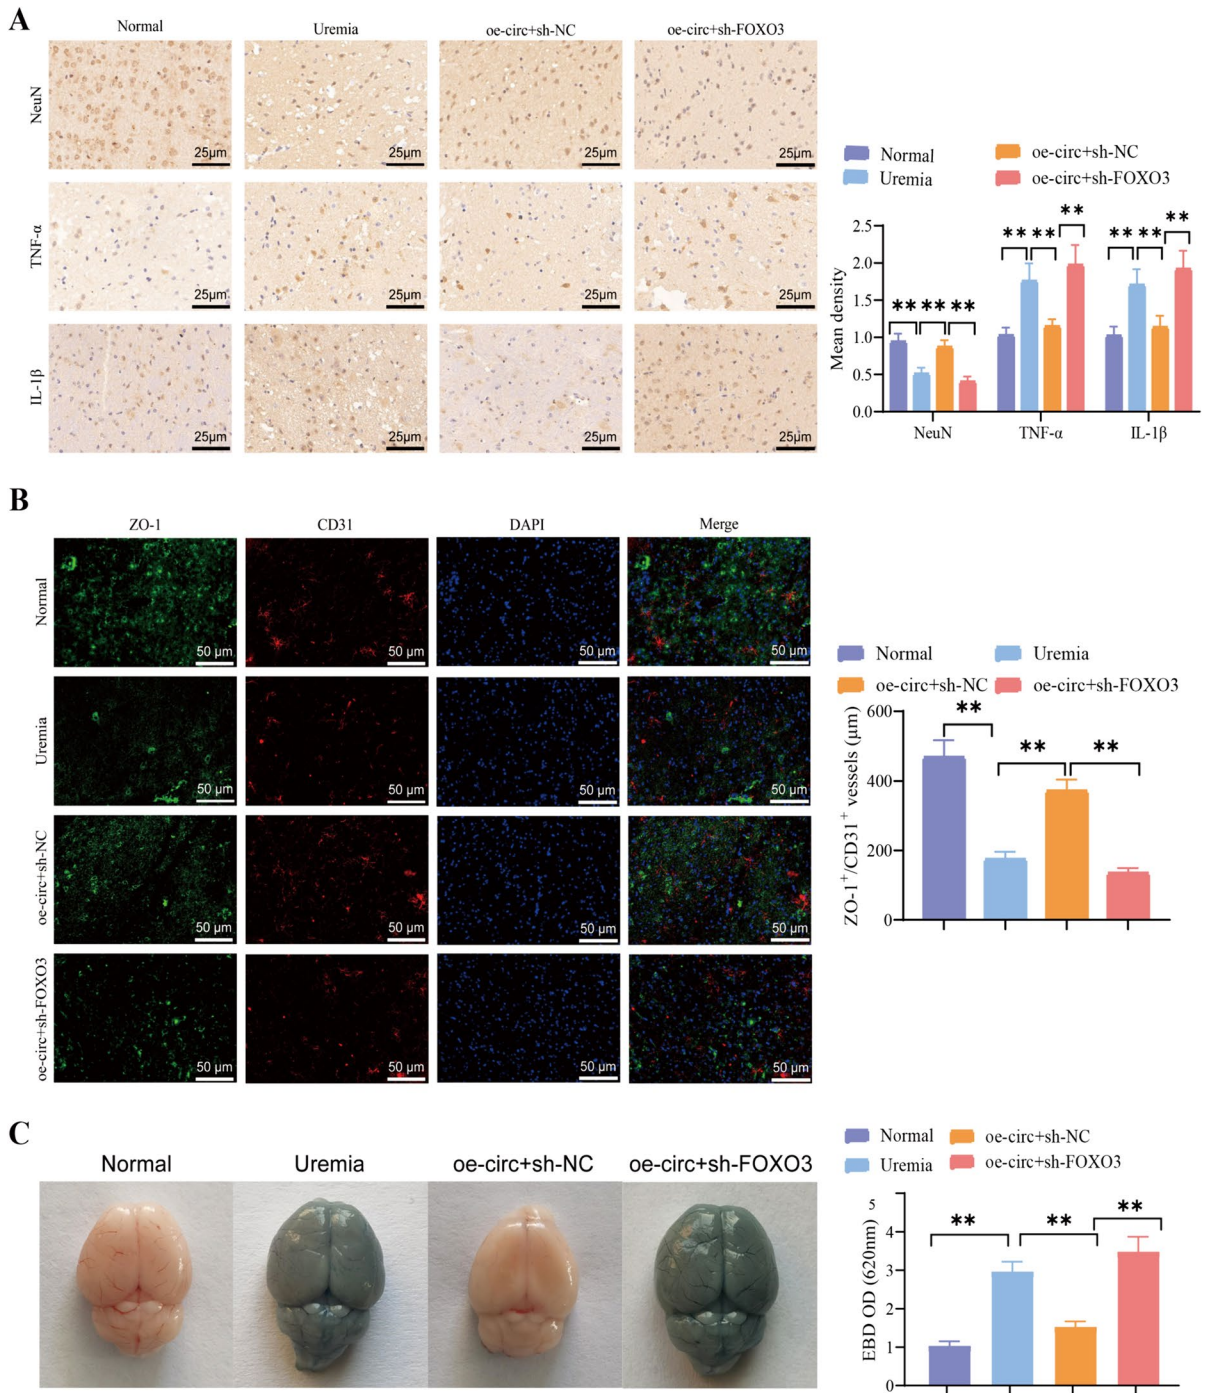 A
Normal Uremia oe-circ+sh-NC oe-circ+sh-FOXO3
NeuN
25μm 25μm 25μm 25μm
TNF-α
25μm 25μm 25μm 25μm
IL-1β
25μm 25μm 25μm 25μm
Normal oe-circ+sh-NC
Uremia oe-circ+sh-FOXO3
Mean density
2.5
2.0
1.5
1.0
0.5
0.0
** ** **
** ** **
** ** **
NeuN TNF-α IL-1β
B
ZO-1 CD31 DAPI Merge
Normal
50 μm 50 μm 50 μm 50 μm
Uremia
50 μm 50 μm 50 μm 50 μm
oe-circ+sh-NC
50 μm 50 μm 50 μm 50 μm
oe-circ+sh-FOXO3
50 μm 50 μm 50 μm 50 μm
Normal Uremia
oe-circ+sh-NC oe-circ+sh-FOXO3
ZO-1⁺/CD31⁺ vessels (μm)
600
400
200
0
** ** **
C
Normal Uremia oe-circ+sh-NC oe-circ+sh-FOXO3
Normal oe-circ+sh-NC
Uremia oe-circ+sh-FOXO3
EBD OD (620nm)
5
4
3
2
1
0
** ** **